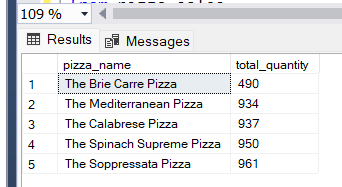 109 %
Results Messages
pizza_name total_quantity
1 The Brie Carre Pizza 490
2 The Mediterranean Pizza 934
3 The Calabrese Pizza 937
4 The Spinach Supreme Pizza 950
5 The Soppressata Pizza 961